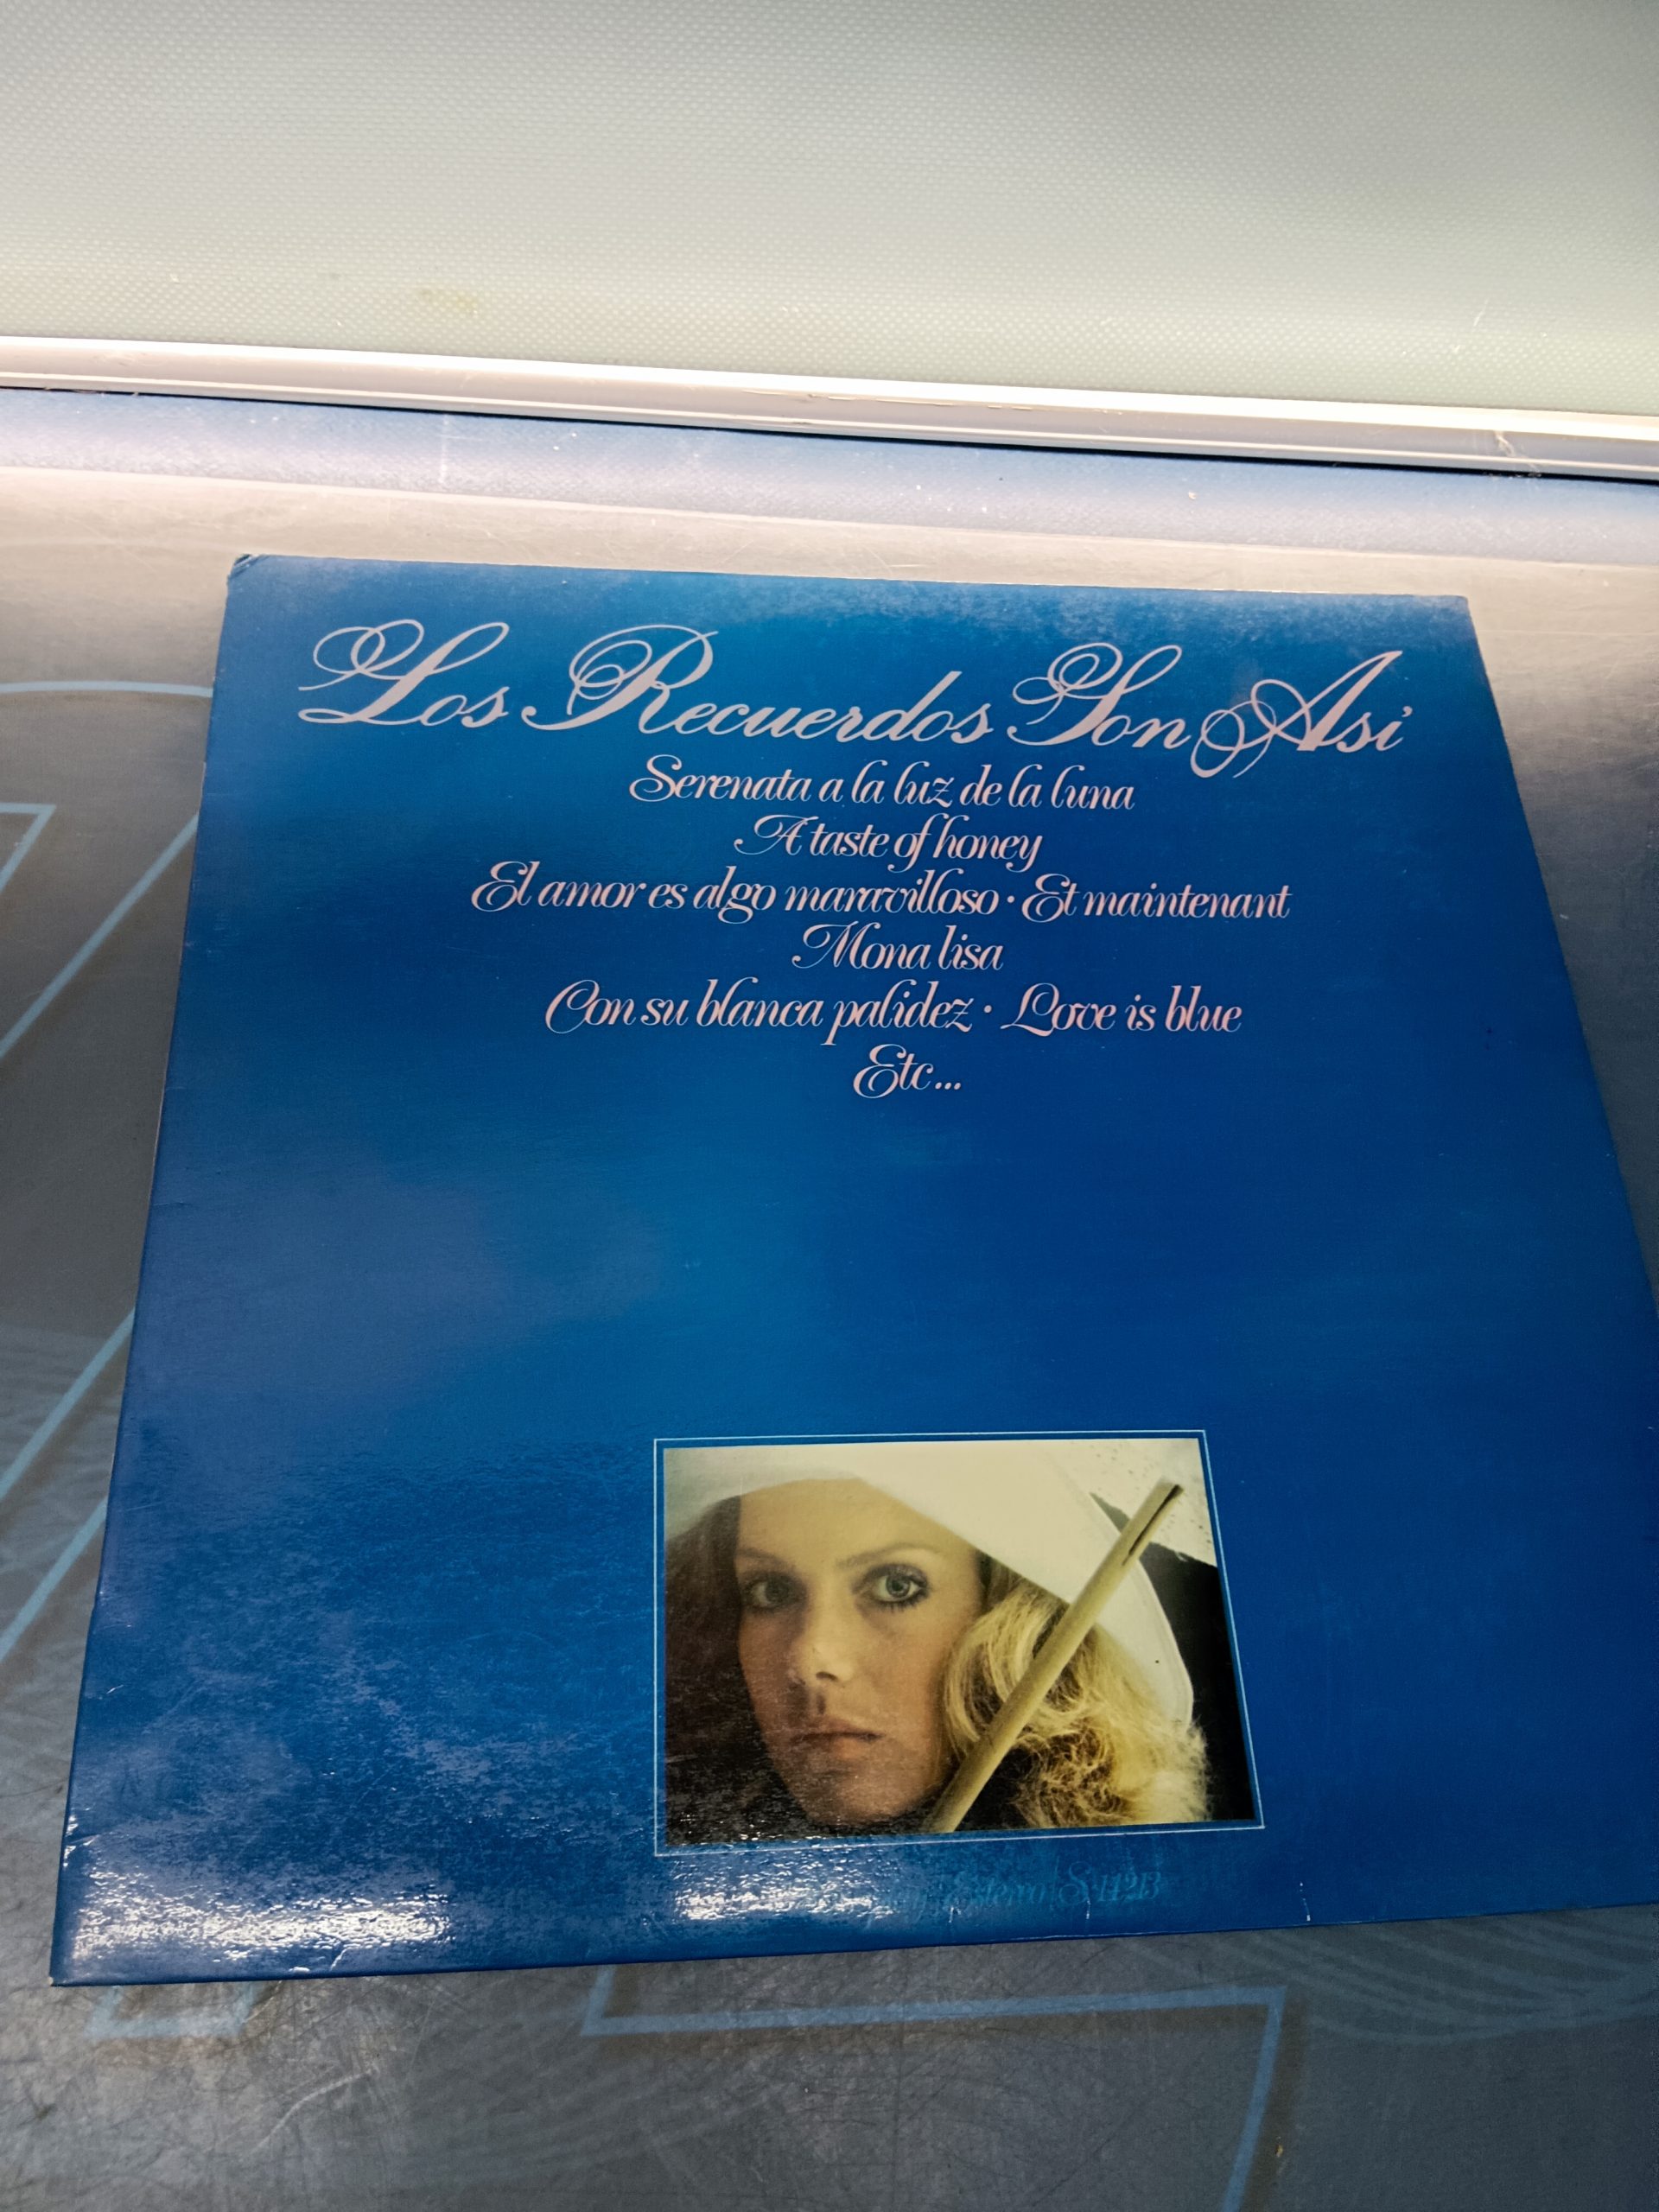 Los Recuerdos Son Asi
Serenata a la luz de la luna
A taste of honey
El amor es algo maravilloso · Et maintenant
Mona lisa
Con su blanca palidez · Love is blue
Etc...
Estereo